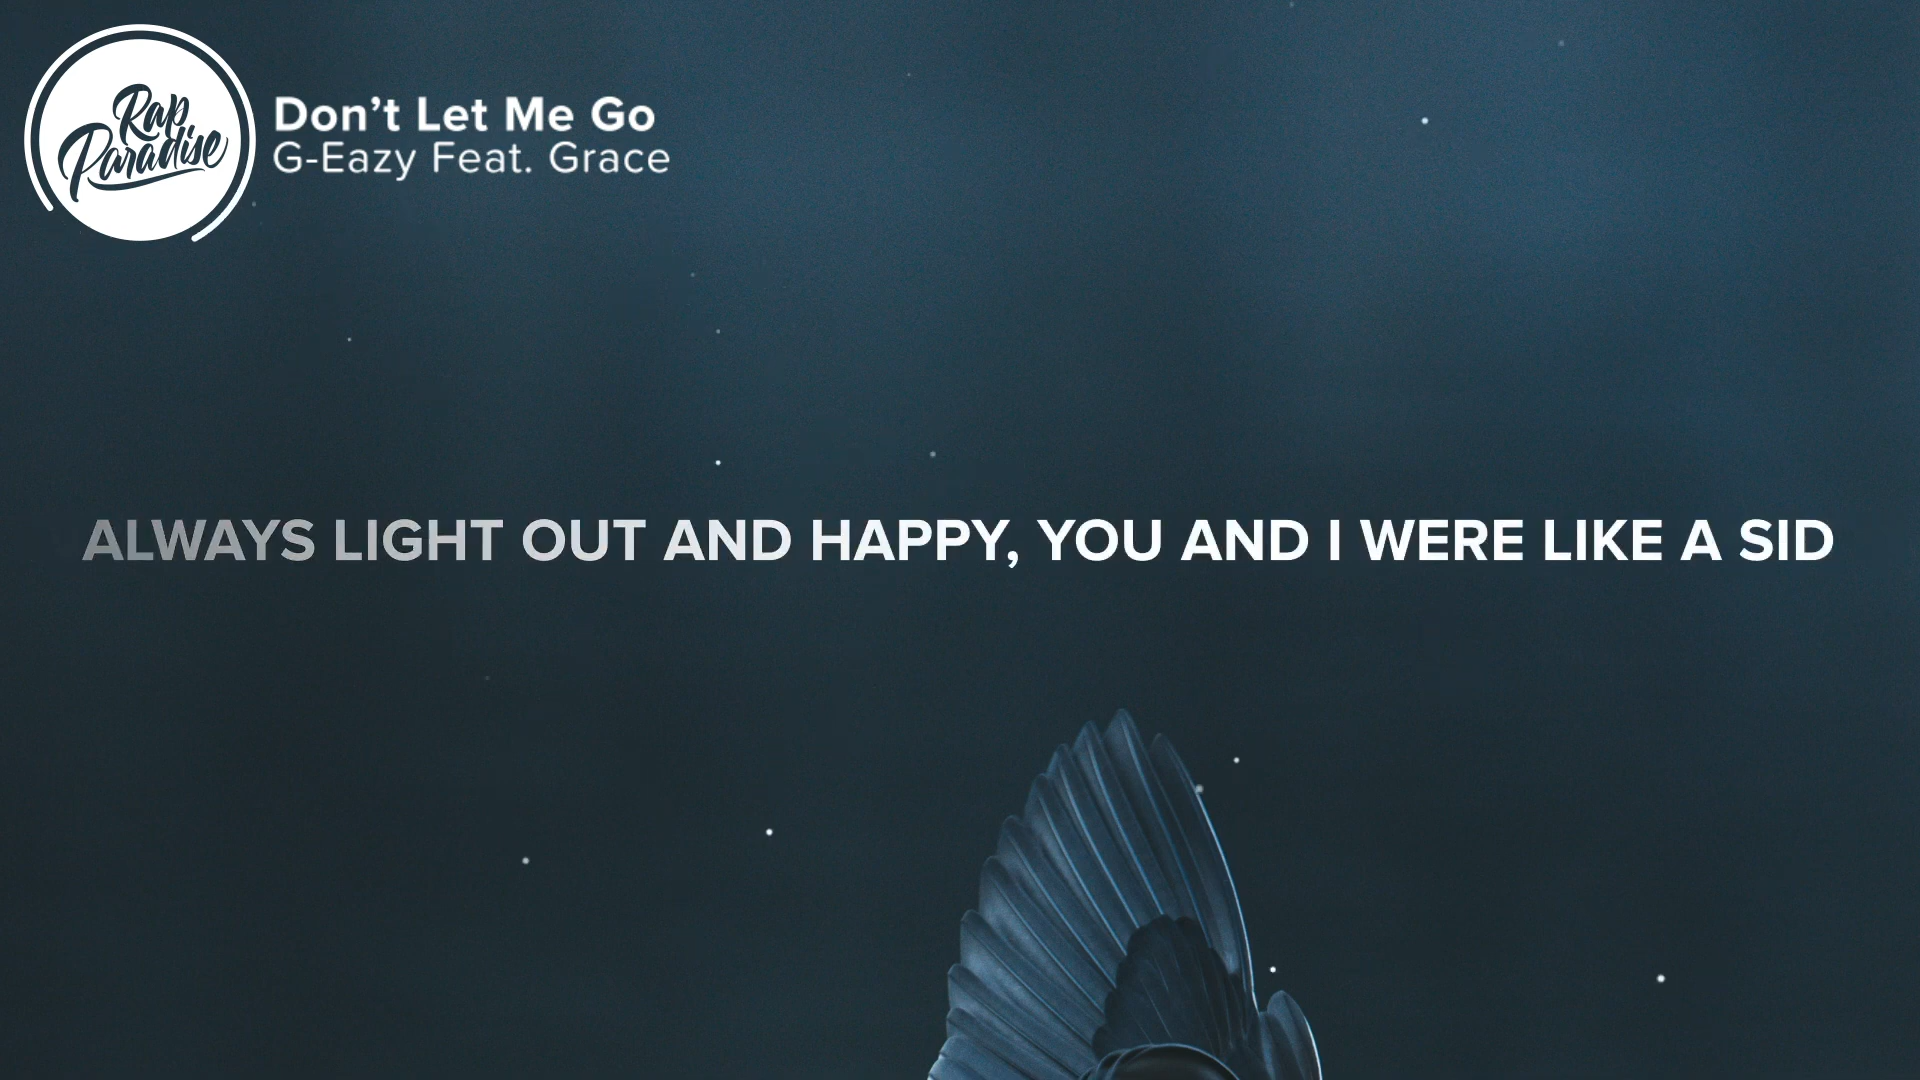 Rap
Paradise
Don't Let Me Go
G-Eazy Feat. Grace
ALWAYS LIGHT OUT AND HAPPY, YOU AND I WERE LIKE A SID